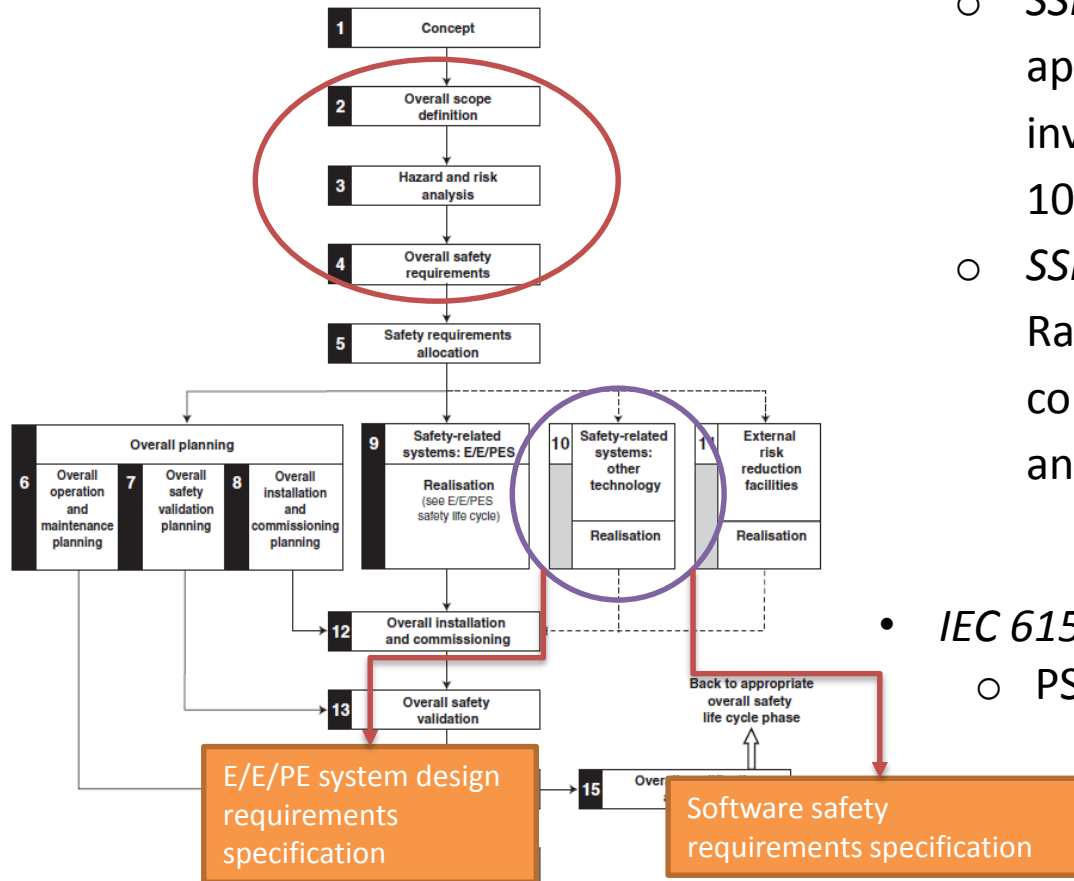 1
Concept
2
Overall scope
definition
3
Hazard and risk
analysis
4
Overall safety
requirements
5
Safety requirements
allocation
Overall planning
6
Overall
operation
and
maintenance
planning
7
Overall
safety
validation
planning
8
Overall
installation
and
commissioning
planning
9
Safety-related
systems: E/E/PES
Realisation
(see E/E/PES
safety life cycle)
10
Safety-related
systems:
other
technology
Realisation
External
risk
reduction
facilities
Realisation
12
Overall installation
and commissioning
13
Overall safety
validation
Back to appropriate
overall safety
life cycle phase
15
E/E/PE system design
requirements
specification
Software safety
requirements specification
o
ap
inv
10
o
Ra
co
an
• IEC 615
o PS